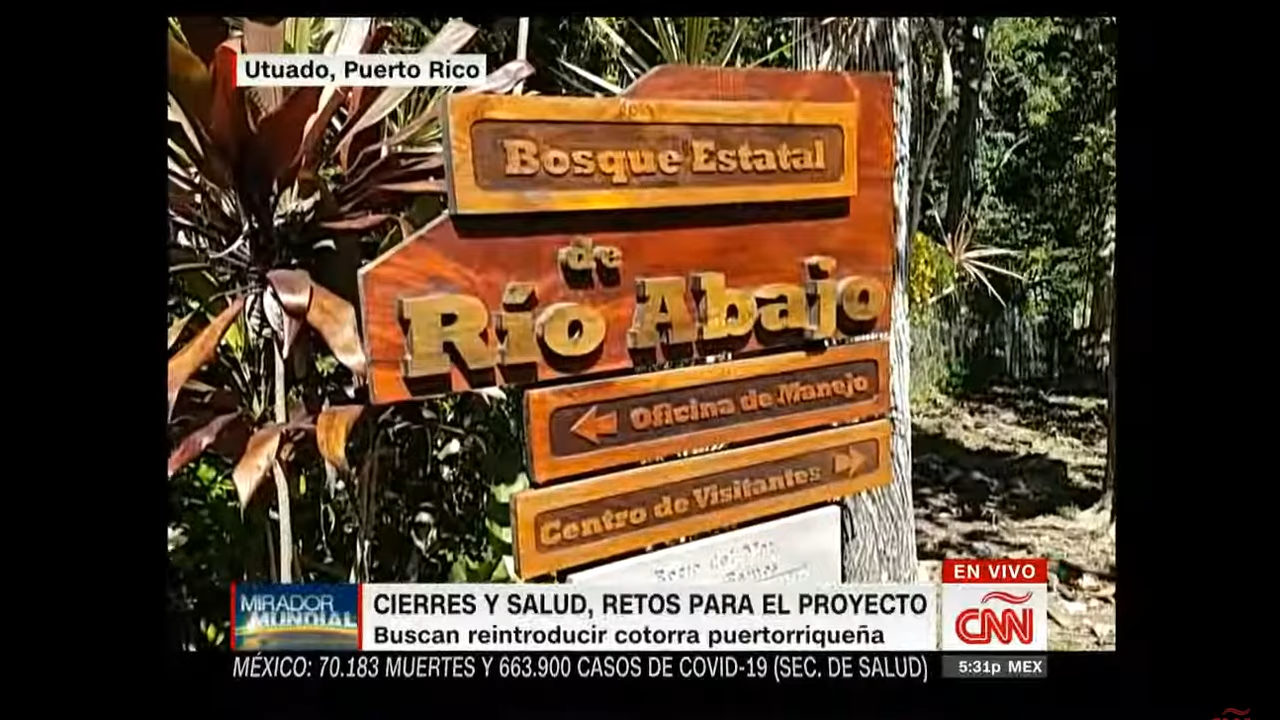 Utuado, Puerto Rico
Bosque Estatal
de
Río Abajo
Oficina de Manejo
Centro de Visitantes
EN VIVO
MIRADOR
MUNDIAL
CIERRES Y SALUD, RETOS PARA EL PROYECTO
Buscan reintroducir cotorra puertorriqueña
CNN
MÉXICO: 70.183 MUERTES Y 663.900 CASOS DE COVID-19 (SEC. DE SALUD)
5:31p MEX